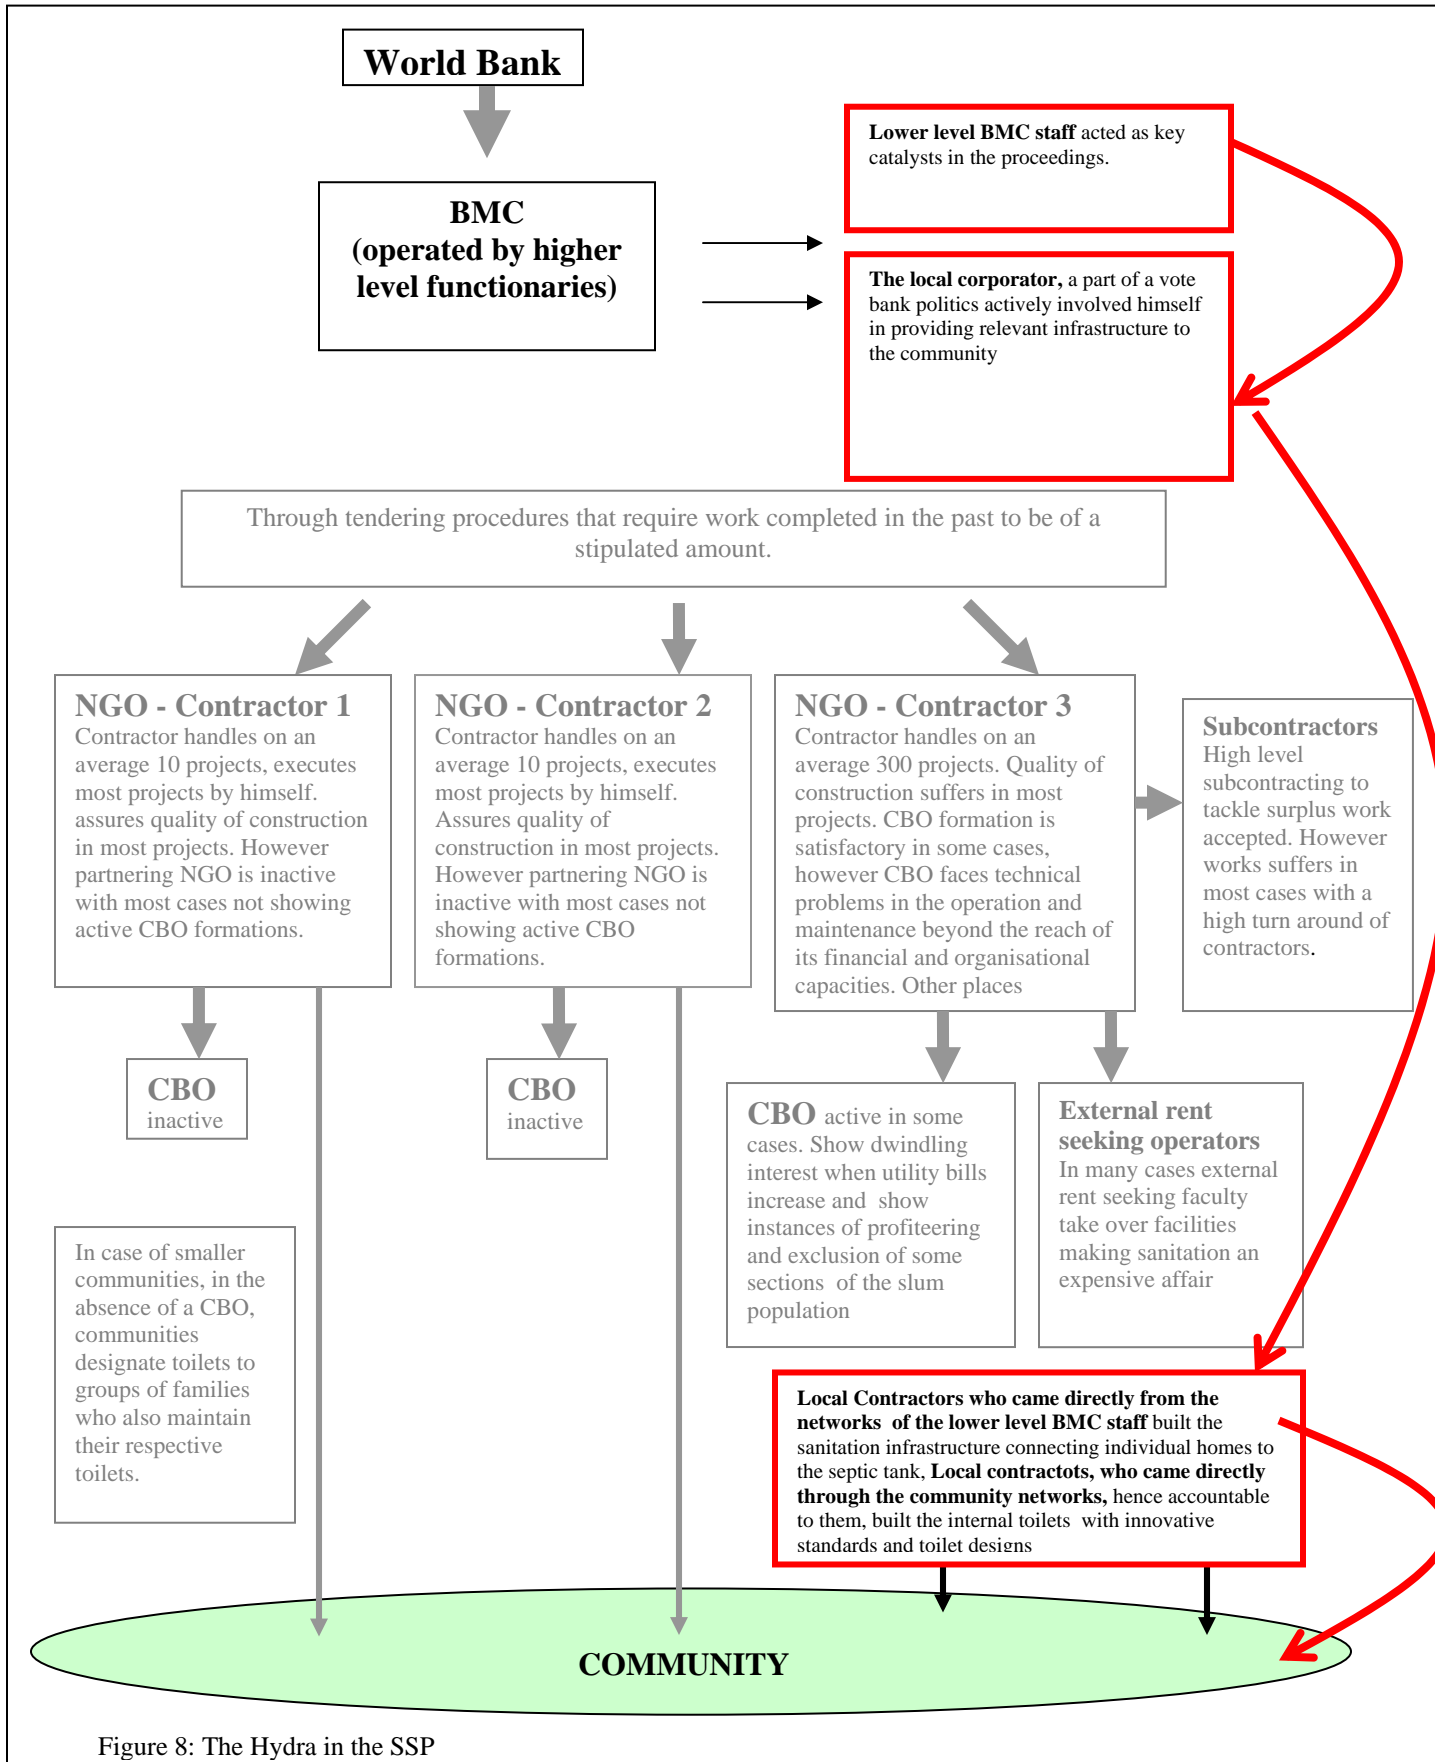 World Bank
Lower level BMC staff acted as key
catalysts in the proceedings.
BMC
(operated by higher
level functionaries)
The local corporator, a part of a vote
bank politics actively involved himself
in providing relevant infrastructure to
the community
Through tendering procedures that require work completed in the past to be of a
stipulated amount.
NGO - Contractor 1
Contractor handles on an
average 10 projects, executes
most projects by himself.
assures quality of construction
in most projects. However
partnering NGO is inactive
with most cases not showing
active CBO formations.
NGO - Contractor 2
Contractor handles on an
average 10 projects, executes
most projects by himself.
Assures quality of
construction in most projects.
However partnering NGO is
inactive with most cases not
showing active CBO
formations.
NGO - Contractor 3
Contractor handles on an
average 300 projects. Quality of
construction suffers in most
projects. CBO formation is
satisfactory in some cases,
however CBO faces technical
problems in the operation and
maintenance beyond the reach of
its financial and organisational
capacities. Other places
Subcontractors
High level
subcontracting to
tackle surplus work
accepted. However
works suffers in
most cases with a
high turn around of
contractors.
CBO
inactive
CBO
inactive
CBO active in some
cases. Show dwindling
interest when utility bills
increase and show
instances of profiteering
and exclusion of some
sections of the slum
population
External rent
seeking operators
In many cases external
rent seeking faculty
take over facilities
making sanitation an
expensive affair
In case of smaller
communities, in the
absence of a CBO,
communities
designate toilets to
groups of families
who also maintain
their respective
toilets.
Local Contractors who came directly from the
networks of the lower level BMC staff built the
sanitation infrastructure connecting individual homes to
the septic tank, Local contractots, who came directly
through the community networks, hence accountable
to them, built the internal toilets with innovative
standards and toilet designs
COMMUNITY
Figure 8: The Hydra in the SSP